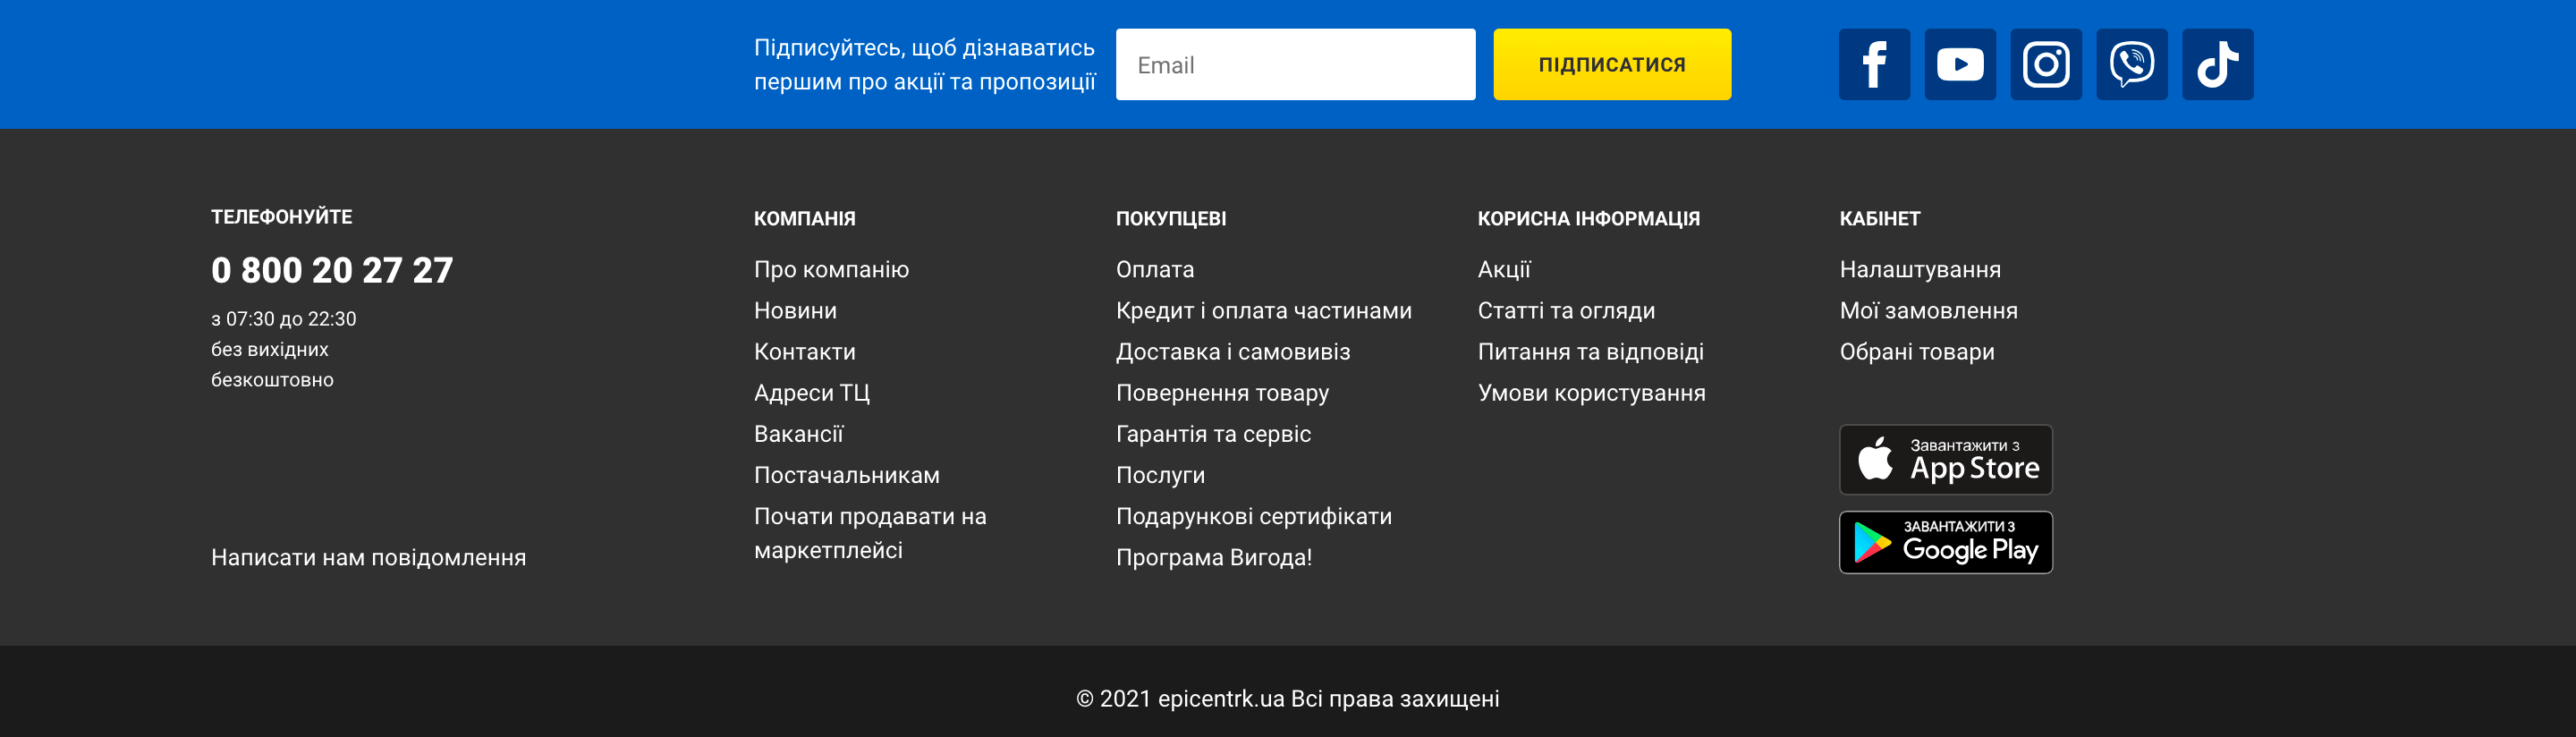 Підписуйтесь, щоб дізнаватись
першим про акції та пропозиції
Email
ПІДПИСАТИСЯ
ТЕЛЕФОНУЙТЕ
0 800 20 27 27
з 07:30 до 22:30
без вихідних
безкоштовно
Написати нам повідомлення
КОМПАНІЯ
Про компанію
Новини
Контакти
Адреси ТЦ
Вакансії
Постачальникам
Почати продавати на
маркетплейсі
ПОКУПЦЕВІ
Оплата
Кредит і оплата частинами
Доставка і самовивіз
Повернення товару
Гарантія та сервіс
Послуги
Подарункові сертифікати
Програма Вигода!
КОРИСНА ІНФОРМАЦІЯ
Акції
Статті та огляди
Питання та відповіді
Умови користування
КАБІНЕТ
Налаштування
Мої замовлення
Обрані товари
Завантажити з
App Store
ЗАВАНТАЖИТИ З
Google Play
© 2021 epicentrk.ua Всі права захищені